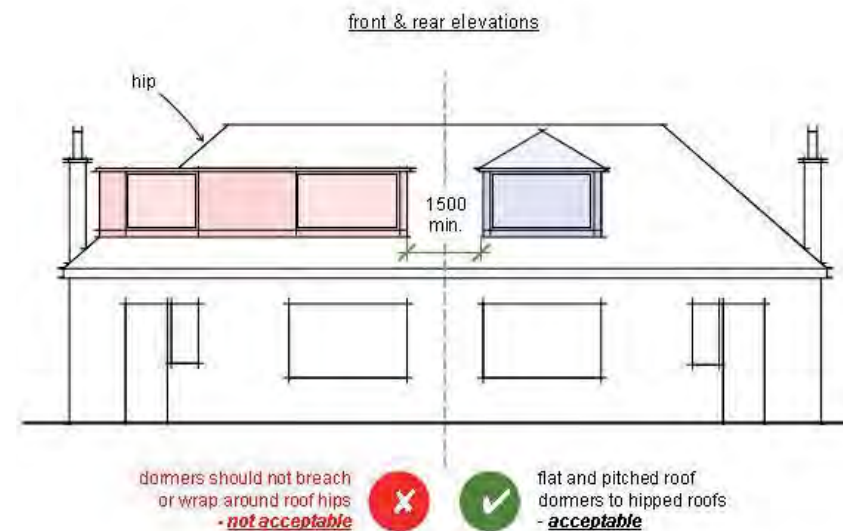 front & rear elevations
hip
1500
min.
dormers should not breach
or wrap around roof hips
- not acceptable
flat and pitched roof
dormers to hipped roofs
- acceptable